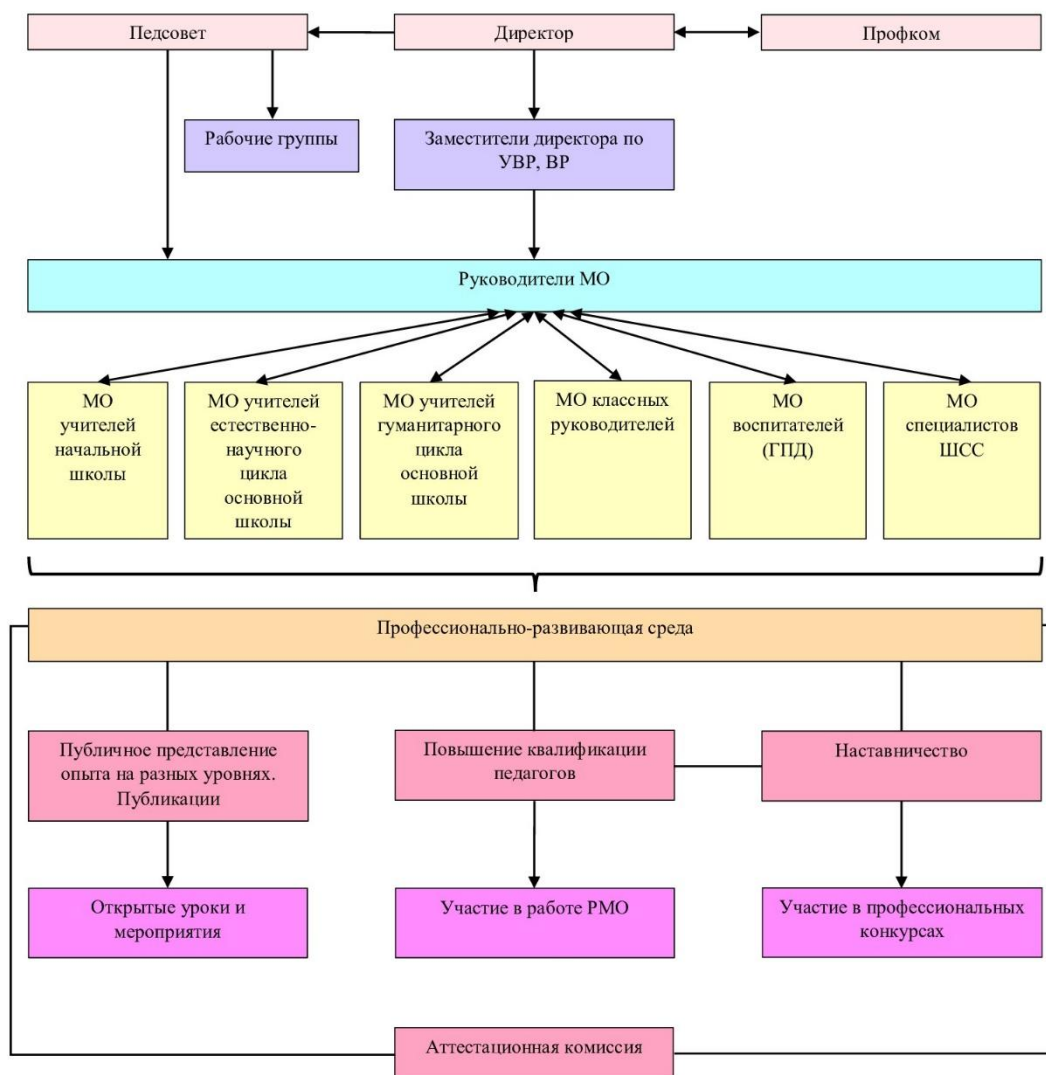 Педсовет
Директор
Профком
Рабочие группы
Заместители директора по
УВР, ВР
Руководители МО
МО
учителей
начальной
школы
МО учителей
естественно-
научного
цикла
основной
школы
МО учителей
гуманитарного
цикла
основной
школы
МО классных
руководителей
МО
воспитателей
(ГПД)
МО
специалистов
ШСС
Профессионально-развивающая среда
Публичное представление
опыта на разных уровнях.
Публикации
Повышение квалификации
педагогов
Наставничество
Открытые уроки и
мероприятия
Участие в работе РМО
Участие в профессиональных
конкурсах
Аттестационная комиссия